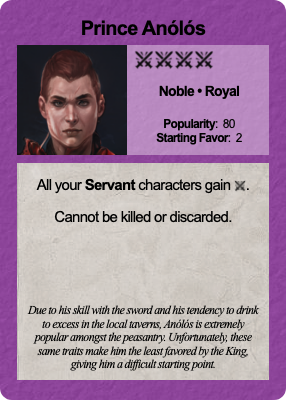 Prince Anólós
Noble • Royal
Popularity: 80
Starting Favor: 2
All your Servant characters gain .
Cannot be killed or discarded.
Due to his skill with the sword and his tendency to drink
to excess in the local taverns, Anólós is extremely
popular amongst the peasantry. Unfortunately, these
same traits make him the least favored by the King,
giving him a difficult starting point.